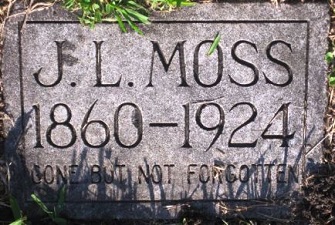 J.L. MOSS
1860-1924
GONE BUT NOT FORGOTTEN